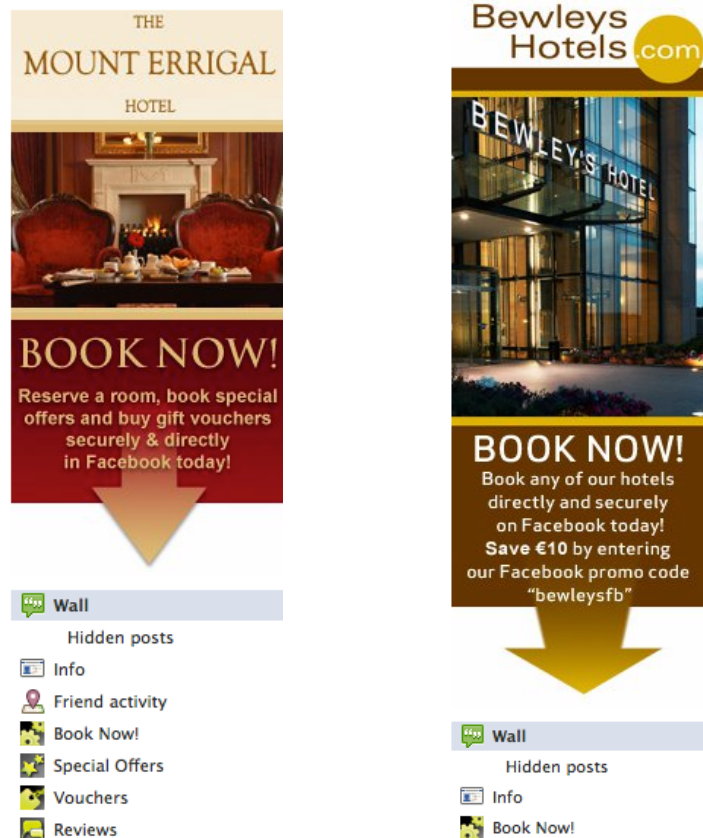 THE
MOUNT ERRIGAL
HOTEL
BOOK NOW!
Reserve a room, book special
offers and buy gift vouchers
securely & directly
in Facebook today!
Wall
Hidden posts
Info
Friend activity
Book Now!
Special Offers
Vouchers
Reviews
Bewleys
Hotels.com
BEWLEY'S HOTEL
BOOK NOW!
Book any of our hotels
directly and securely
on Facebook today!
Save €10 by entering
our Facebook promo code
“bewleysfb”
Wall
Hidden posts
Info
Book Now!